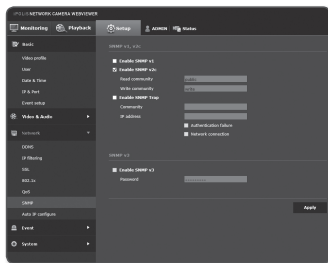 iPOLiS NETWORK CAMERA WEBVIEWER
Monitoring
Playback
Setup
ADMIN
Status
Basic
Video profile
User
Date & Time
IP & Port
Event setup
Video & Audio
Network
DDNS
IP filtering
SSL
802.1x
QoS
SNMP
Auto IP configure
Event
System
SNMP v1, v2c
Enable SNMP v1
Enable SNMP v2c
Read community
public
Write community
write
Enable SNMP Trap
Community
IP address
Authentication failure
Network connection
SNMP v3
Enable SNMP v3
Password
Apply